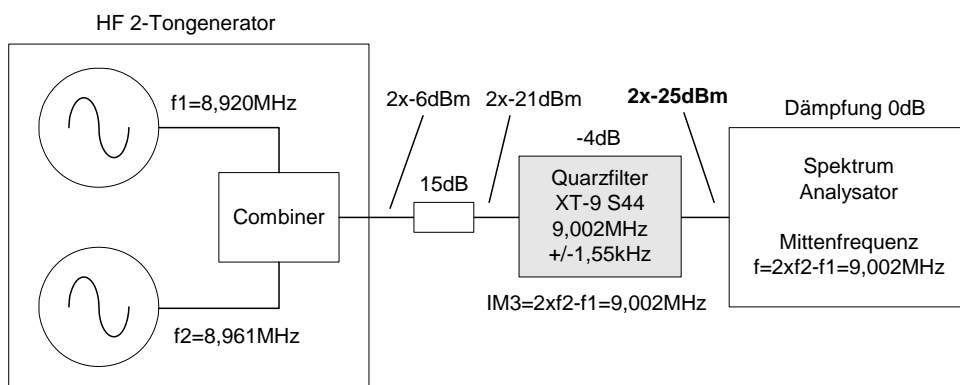 HF 2-Tongenerator
f1=8,920MHz
Combiner
f2=8,961MHz
2x-6dBm
15dB
2x-21dBm
-4dB
Quarzfilter
XT-9 S44
9,002MHz
+/-1,55kHz
IM3=2xf2-f1=9,002MHz
2x-25dBm
Dämpfung 0dB
Spektrum
Analysator
Mittenfrequenz
f=2xf2-f1=9,002MHz